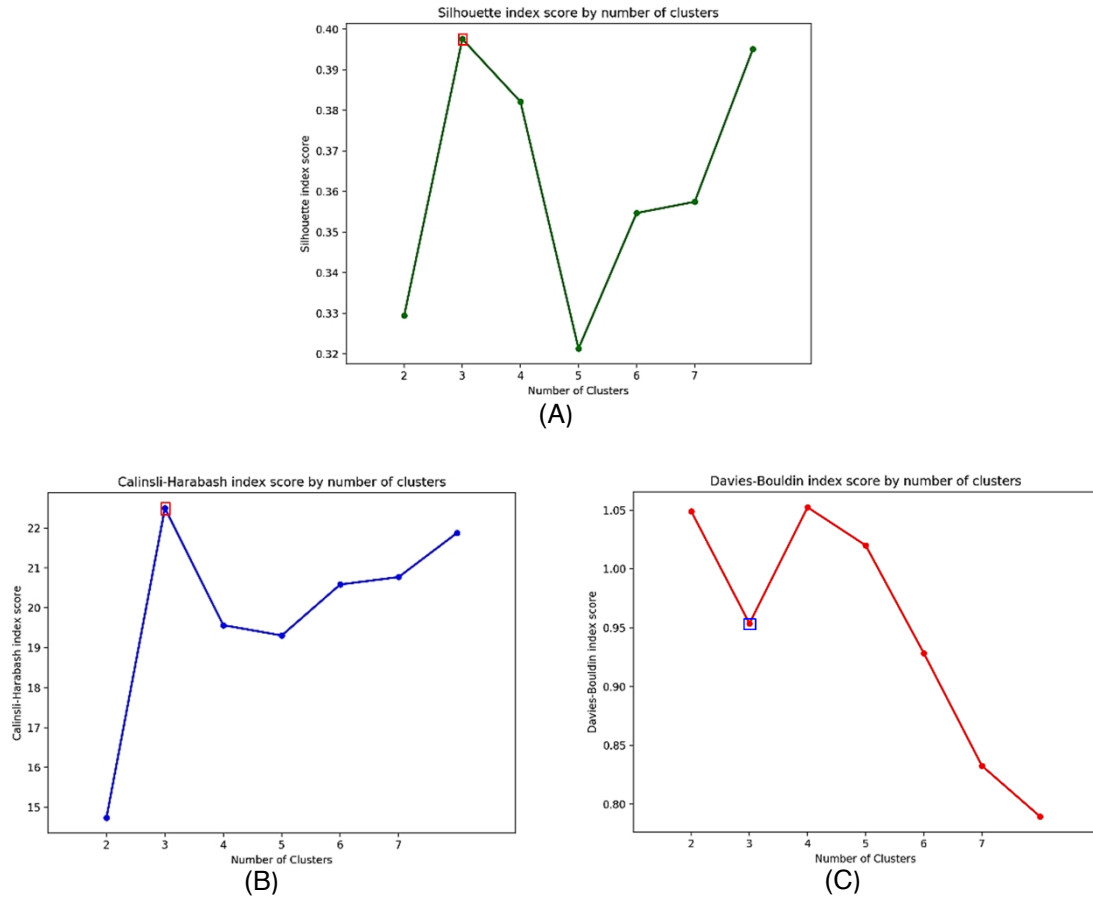 Silhouette index score by number of clusters
0.40
0.39
0.38
0.37
0.36
0.35
0.34
0.33
0.32
Silhouette index score
2 3 4 5 6 7
Number of Clusters
(A)
Calinsli-Harabash index score by number of clusters
22
21
20
19
18
17
16
15
Calinsli-Harabash index score
2 3 4 5 6 7
Number of Clusters
(B)
Davies-Bouldin index score by number of clusters
1.05
1.00
0.95
0.90
0.85
0.80
Davies-Bouldin index score
2 3 4 5 6 7
Number of Clusters
(C)